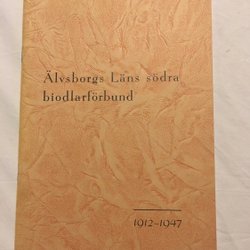 Älvsborgs Läns södra
biodlarförbund
1912–1947